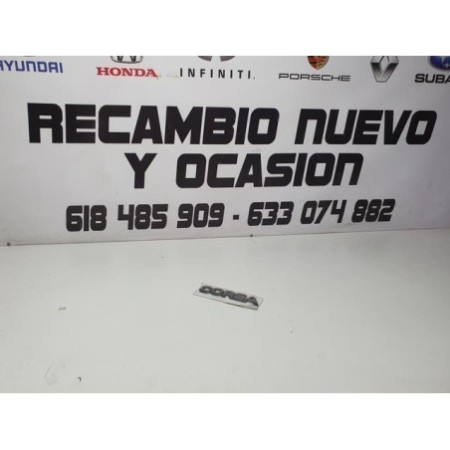 HYUNDAI HONDA INFINITI. PORSCHE SUBA
RECAMBIO NUEVO
Y OCASION
618 485 909 - 633 074 882
CORSA